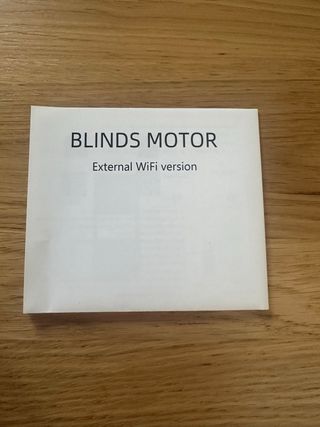 BLINDS MOTOR
External WiFi version